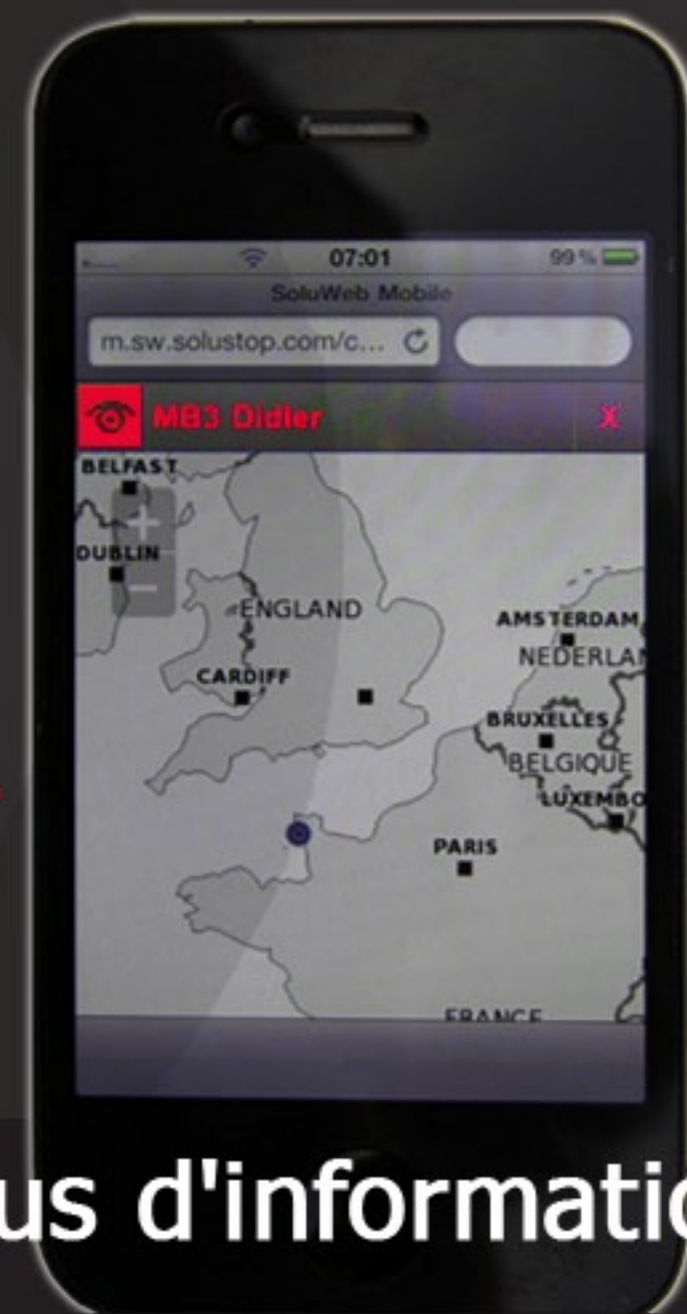 07:01 99 %
SoluWeb Mobile
m.sw.solustop.com/c...
MB3 Didier X
BELFAST
+
DUBLIN
−
ENGLAND
AMSTERDAM
NEDERLAN
CARDIFF
BRUXELLES
BELGIQUE
LUXEMBO
PARIS
FRANCE
us d'informatio